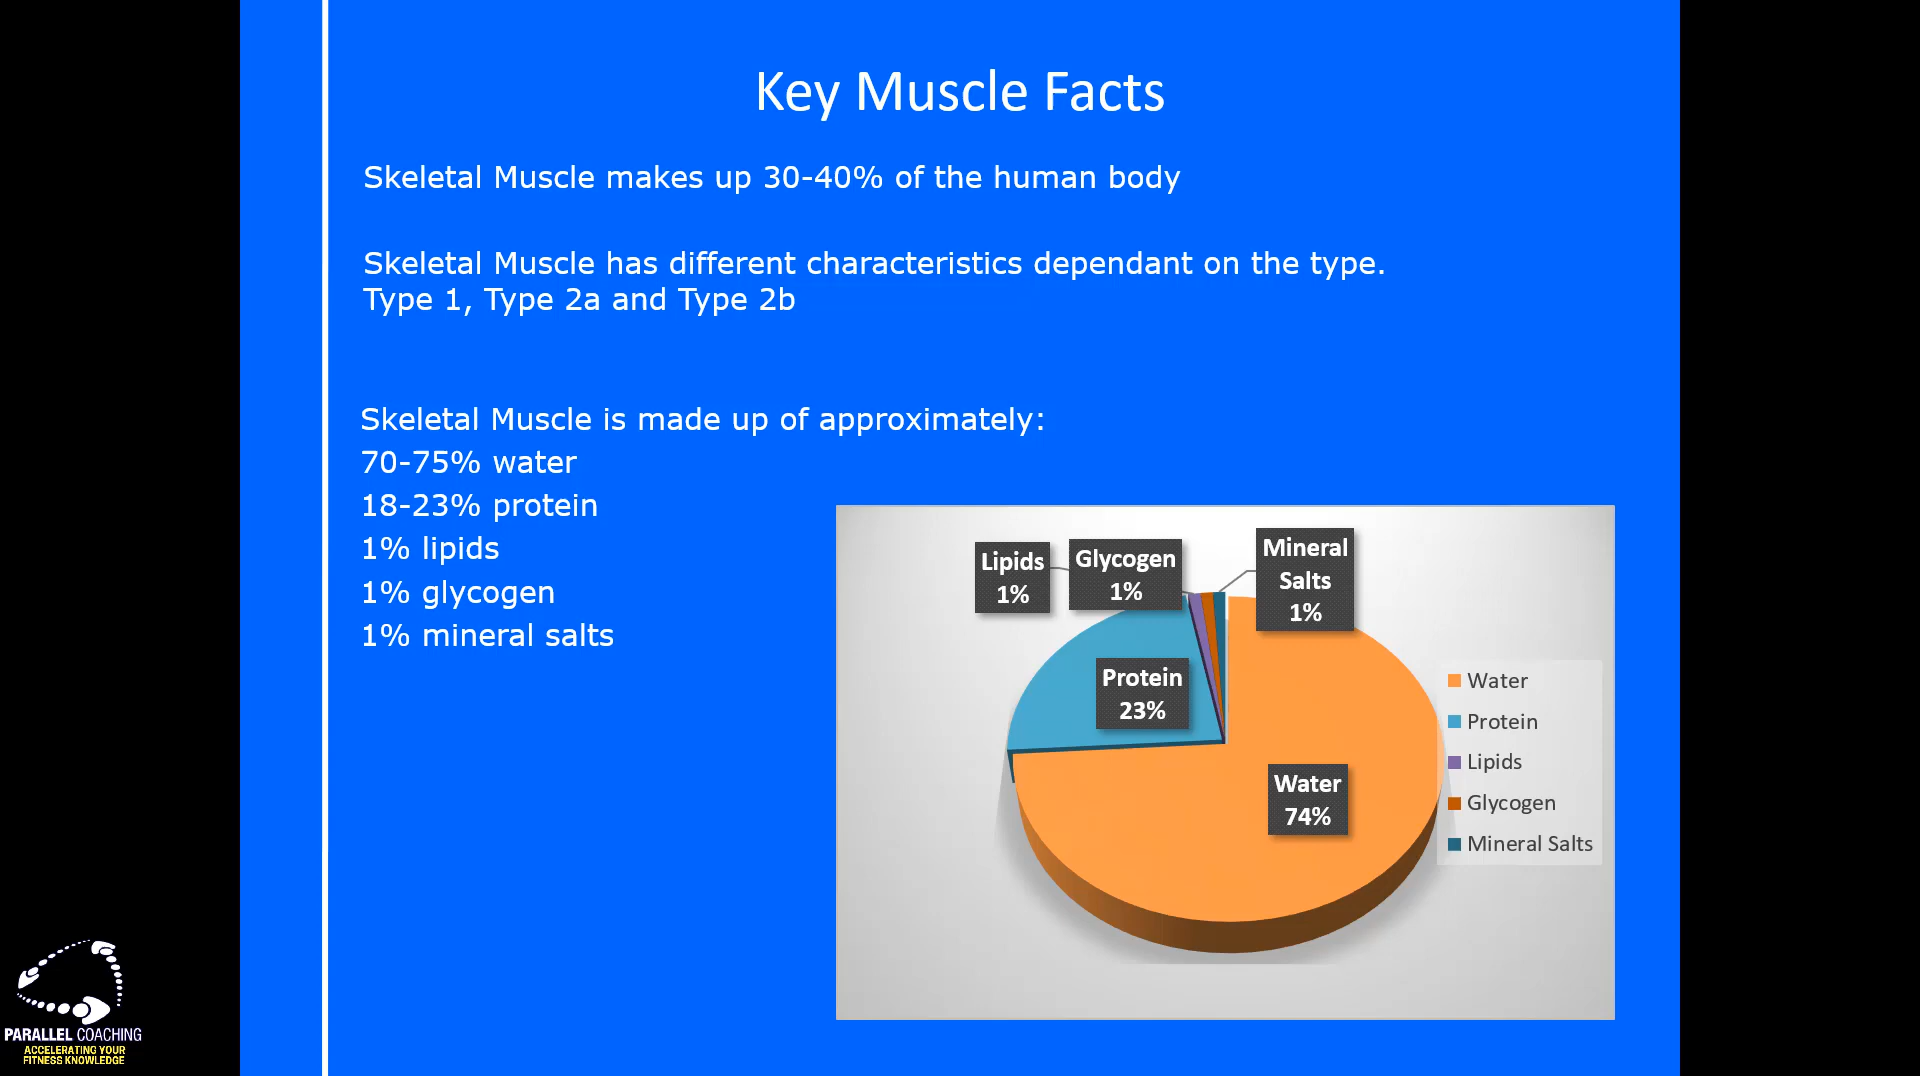 Key Muscle Facts
Skeletal Muscle makes up 30-40% of the human body
Skeletal Muscle has different characteristics dependant on the type.
Type 1, Type 2a and Type 2b
Skeletal Muscle is made up of approximately:
70-75% water
18-23% protein
1% lipids
1% glycogen
1% mineral salts
Lipids
1%
Glycogen
1%
Mineral
Salts
1%
Protein
23%
Water
74%
Water
Protein
Lipids
Glycogen
Mineral Salts
PARALLEL COACHING
ACCELERATING YOUR
FITNESS KNOWLEDGE